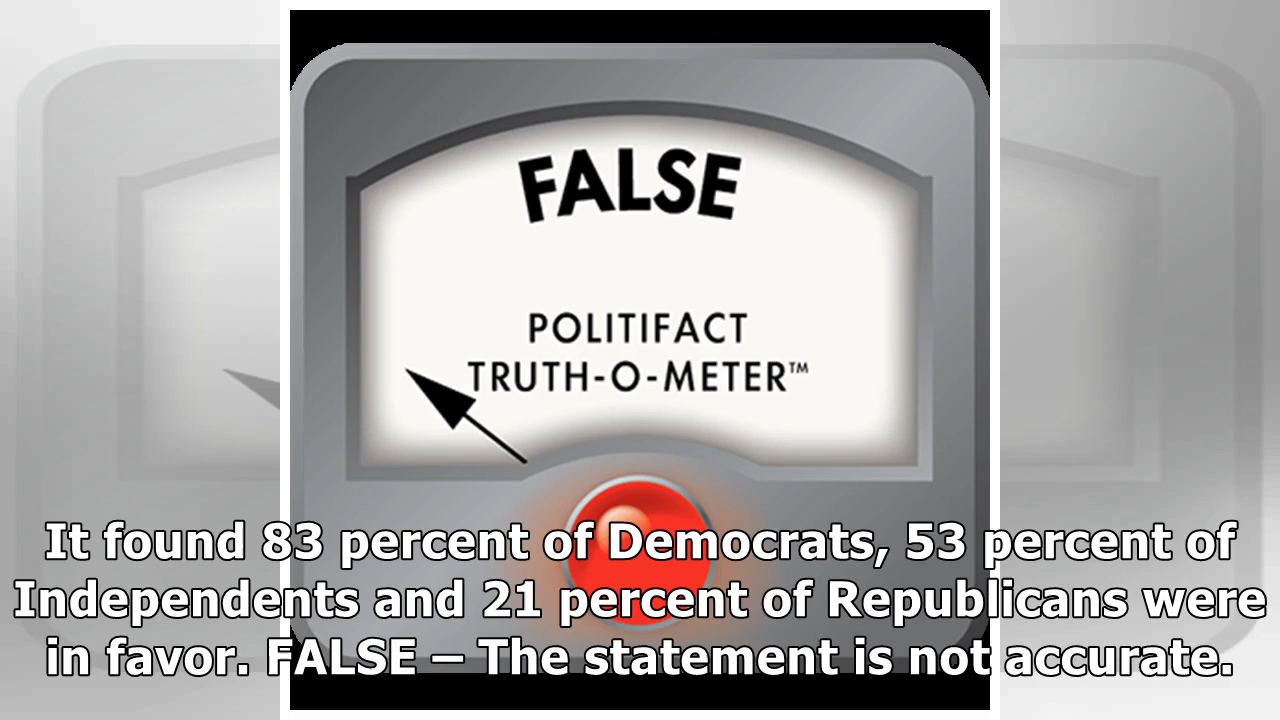 FALSE
POLITIFACT
TRUTH-O-METER™
It found 83 percent of Democrats, 53 percent of
Independents and 21 percent of Republicans were
in favor. FALSE – The statement is not accurate.